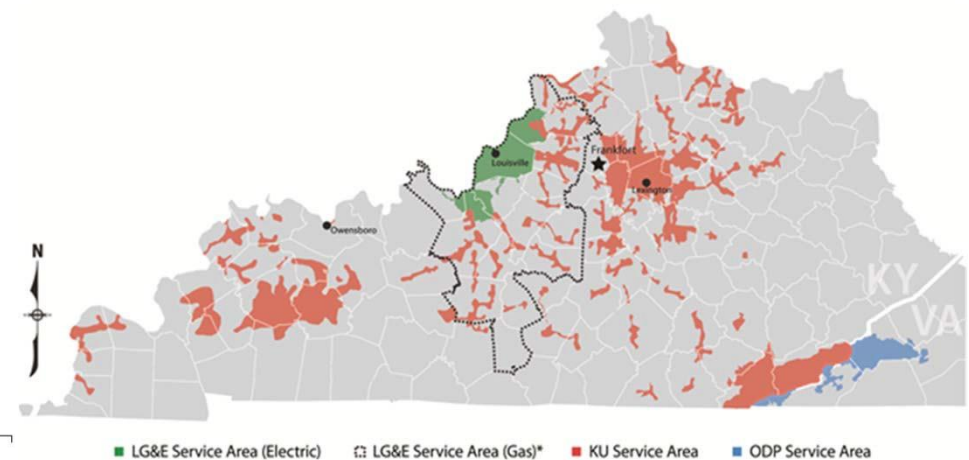 Louisville
Frankfort
Lexington
Owensboro
N
KY
VA
LG&E Service Area (Electric)
LG&E Service Area (Gas)*
KU Service Area
ODP Service Area